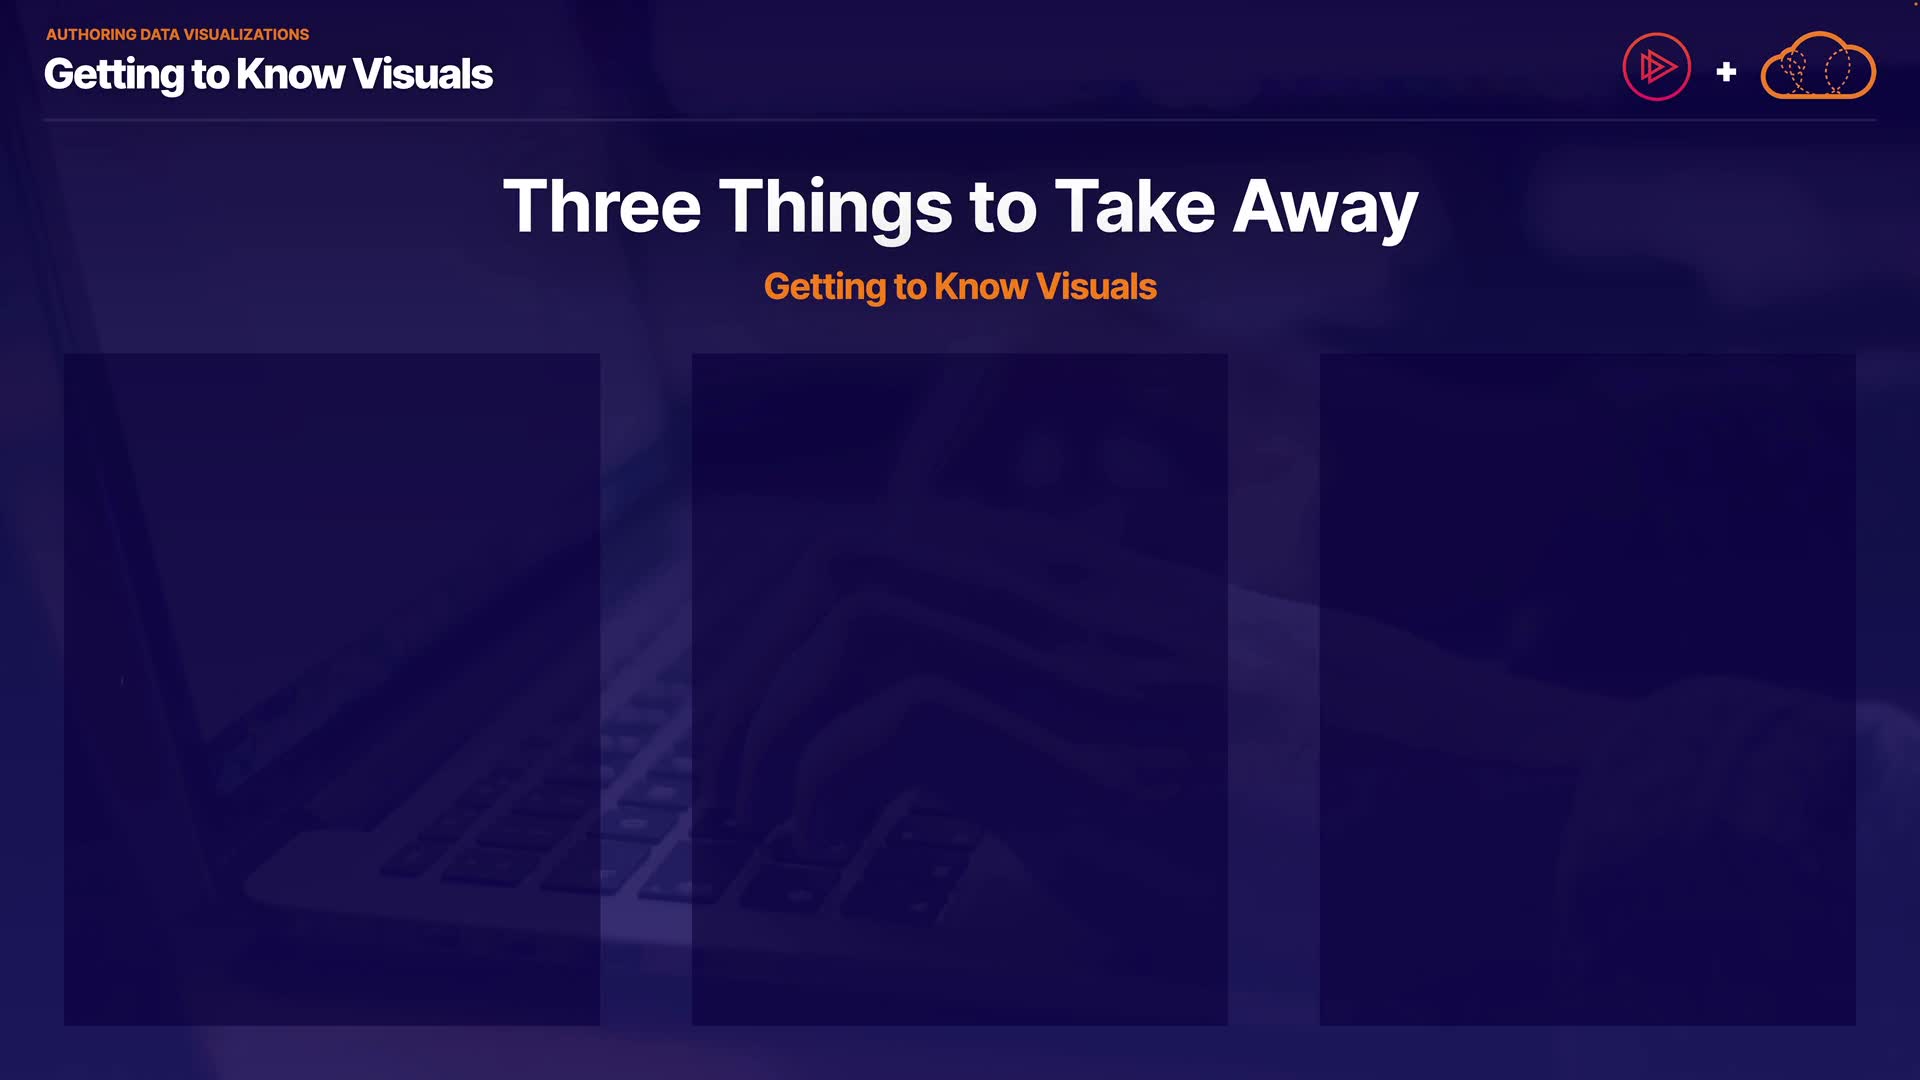 AUTHORING DATA VISUALIZATIONS
Getting to Know Visuals
+
Three Things to Take Away
Getting to Know Visuals